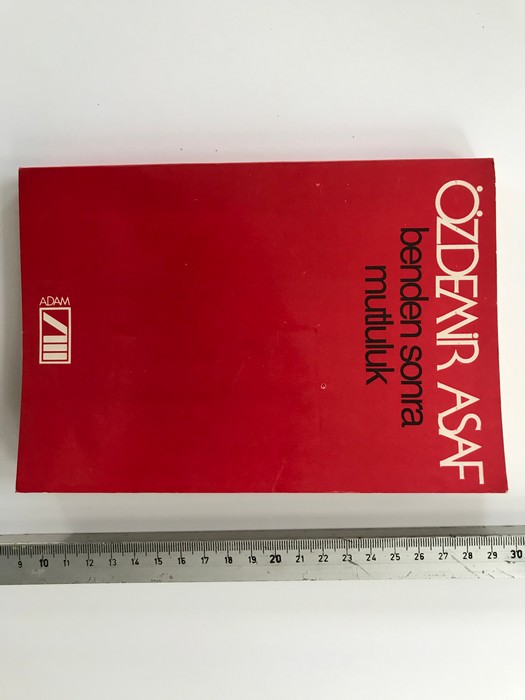 ÖZDEMİR ASAF
benden sonra
mutluluk
ADAM
9 10 11 12 13 14 15 16 17 18 19 20 21 22 23 24 25 26 27 28 29 30